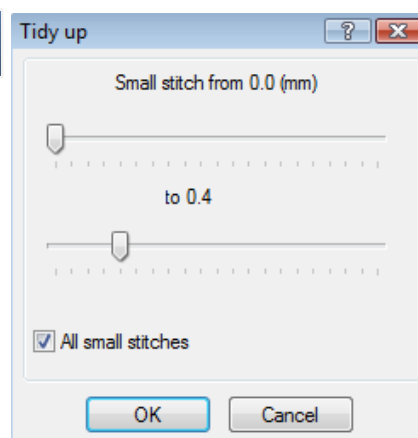 Tidy up
?
Small stitch from 0.0 (mm)
to 0.4
All small stitches
OK
Cancel